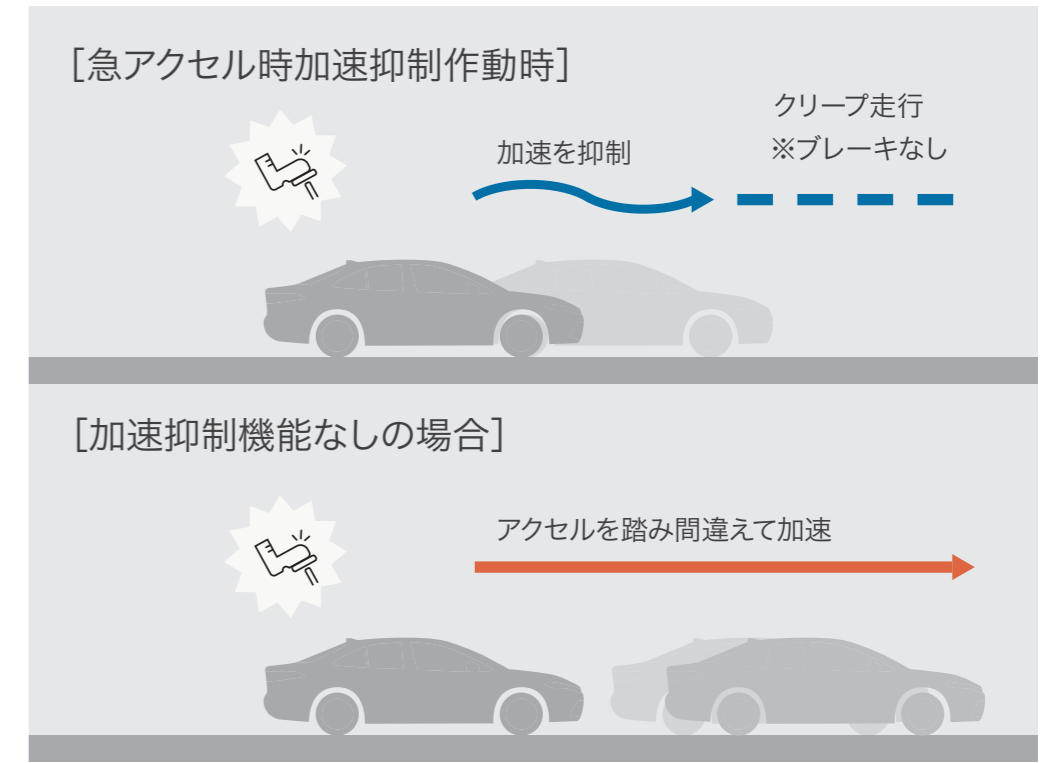 [急アクセル時加速抑制作動時]
加速を抑制
クリープ走行
※ブレーキなし
[加速抑制機能なしの場合]
アクセルを踏み間違えて加速